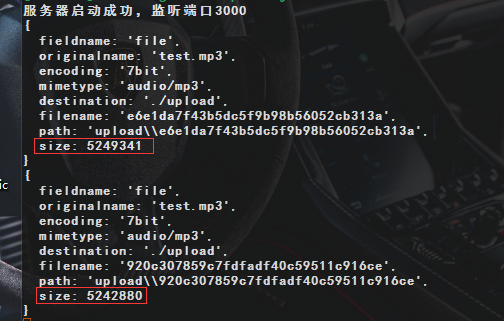 服务器启动成功，监听端口3000
{
fieldname: 'file',
originalname: 'test.mp3',
encoding: '7bit',
mimetype: 'audio/mp3',
destination: './upload',
filename: 'e6e1da7f43b5dc5f9b98b56052cb313a',
path: 'upload\\e6e1da7f43b5dc5f9b98b56052cb313a',
size: 5249341
}
{
fieldname: 'file',
originalname: 'test.mp3',
encoding: '7bit',
mimetype: 'audio/mp3',
destination: './upload',
filename: '920c307859c7fdfadf40c59511c916ce',
path: 'upload\\920c307859c7fdfadf40c59511c916ce',
size: 5242880
}
ic